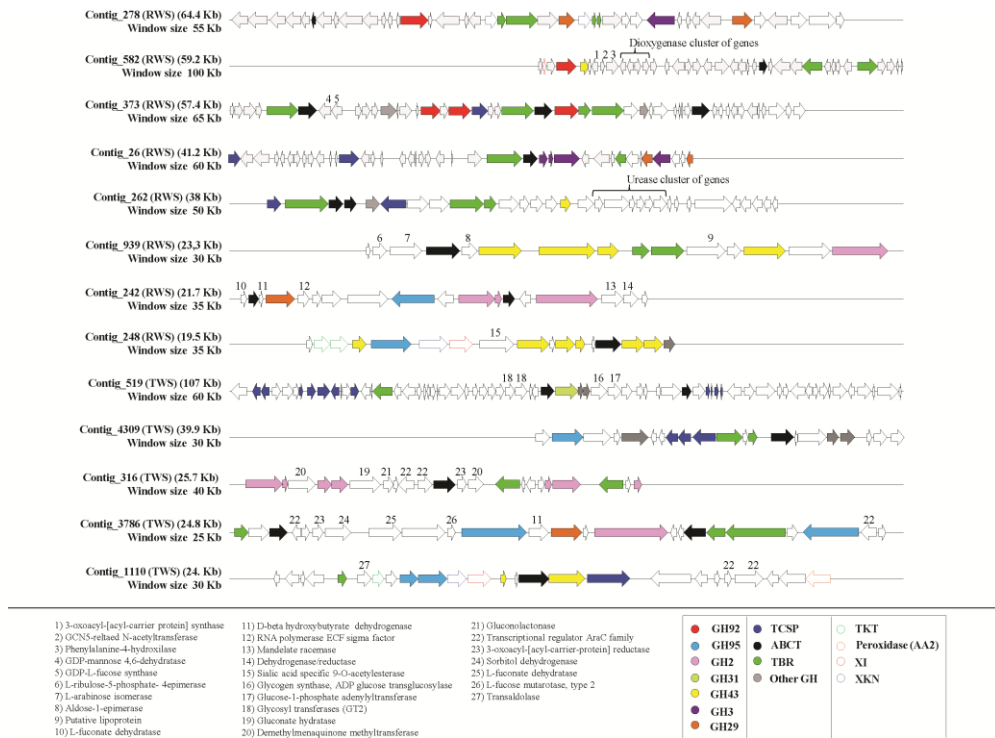 Contig_278 (RWS) (64.4 Kb)
Window size 55 Kb
Dioxygenase cluster of genes
Contig_582 (RWS) (59.2 Kb)
Window size 100 Kb
1 2 3
Contig_373 (RWS) (57.4 Kb)
Window size 65 Kb
4 5
Contig_26 (RWS) (41.2 Kb)
Window size 60 Kb
Urease cluster of genes
Contig_262 (RWS) (38 Kb)
Window size 50 Kb
Contig_939 (RWS) (23,3 Kb)
Window size 30 Kb
6 7 8 9
Contig_242 (RWS) (21.7 Kb)
Window size 35 Kb
10 11 12 13 14
Contig_248 (RWS) (19.5 Kb)
Window size 35 Kb
15
Contig_519 (TWS) (107 Kb)
Window size 60 Kb
18 18 16 17
Contig_4309 (TWS) (39.9 Kb)
Window size 30 Kb
Contig_316 (TWS) (25.7 Kb)
Window size 40 Kb
20 19 21 22 22 23 20
Contig_3786 (TWS) (24.8 Kb)
Window size 25 Kb
22 23 24 25 26 11 22
Contig_1110 (TWS) (24. Kb)
Window size 30 Kb
27 22 22
1) 3-oxoacyl-[acyl-carrier protein] synthase
2) GCN5-reltaed N-acetyltransferase
3) Phenylalanine-4-hydroxilase
4) GDP-mannose 4,6-dehydratase
5) GDP-L-fucose synthase
6) L-ribulose-5-phosphate- 4epimerase
7) L-arabinose isomerase
8) Aldose-1-epimerase
9) Putative lipoprotein
10) L-fuconate dehydratase
11) D-beta hydroxybutyrate dehydrogenase
12) RNA polymerase ECF sigma factor
13) Mandelate racemase
14) Dehydrogenase/reductase
15) Sialic acid specific 9-O-acetylesterase
16) Glycogen synthase, ADP glucose transglucosylase
17) Glucose-1-phosphate adenylyltransferase
18) Glycosyl transferases (GT2)
19) Gluconate hydratase
20) Demethylmenaquinone methyltransferase
21) Gluconolactonase
22) Transcriptional regulator AraC family
23) 3-oxoacyl-[acyl-carrier-protein] reductase
24) Sorbitol dehydrogenase
25) L-fuconate dehydratase
26) L-fucose mutarotase, type 2
27) Transaldolase
GH92
GH95
GH2
GH31
GH43
GH3
GH29
TCSP
ABCT
TBR
Other GH
TKT
Peroxidase (AA2)
XI
XKN